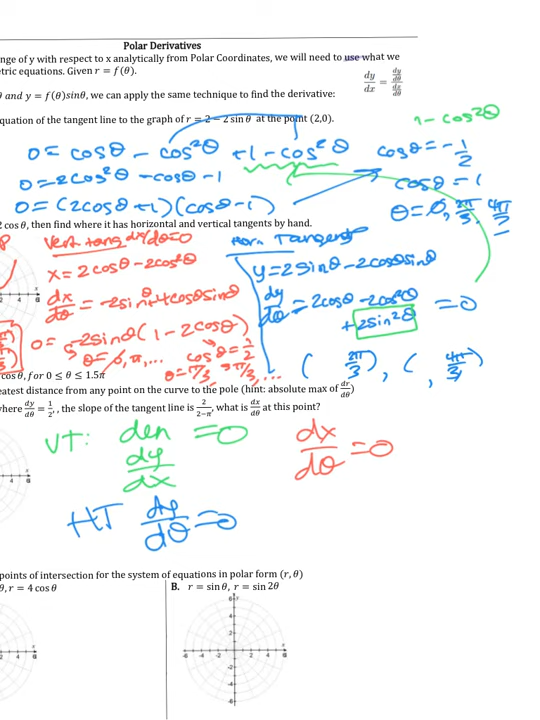 Polar Derivatives
nge of y with respect to x analytically from Polar Coordinates, we will need to use what we
etric equations. Given r = f(θ).
dy/dx = (dy/dθ)/(dx/dθ)
and y = f(θ)sinθ, we can apply the same technique to find the derivative:
quation of the tangent line to the graph of r = 2 − 2 sin θ at the point (2,0).
1 - cos²θ
0 = cosθ - cos²θ + 1 - cos²θ
cosθ = -1/2
0 = 2cos²θ - cosθ - 1
cosθ = 1
0 = (2cosθ + 1)(cosθ - 1)
θ = 0, 2π/3, 4π/3
2 cos θ, then find where it has horizontal and vertical tangents by hand.
Vert tang dx/dθ=0
Horz Tangents
x = 2cosθ - 2cos²θ
y = 2sinθ - 2cosθsinθ
dx/dθ = -2sinθ + 4cosθsinθ
dy/dθ = 2cosθ - 2cos²θ + 2sin²θ = 0
0 = -2sinθ(1 - 2cosθ)
θ = 0, π, ...
cosθ = 1/2
θ = π/3, 5π/3, ...
( 2π/3), ( , 4π/3)
cos θ, for 0 ≤ θ ≤ 1.5π
eatest distance from any point on the curve to the pole (hint: absolute max of dr/dθ)
here dy/dθ = 1/2, the slope of the tangent line is 2/(2−π), what is dx/dθ at this point?
VT: den = 0
dy/dx
dx/dθ = 0
HT dy/dθ = 0
points of intersection for the system of equations in polar form (r, θ)
θ, r = 4 cos θ
B. r = sin θ, r = sin 2θ